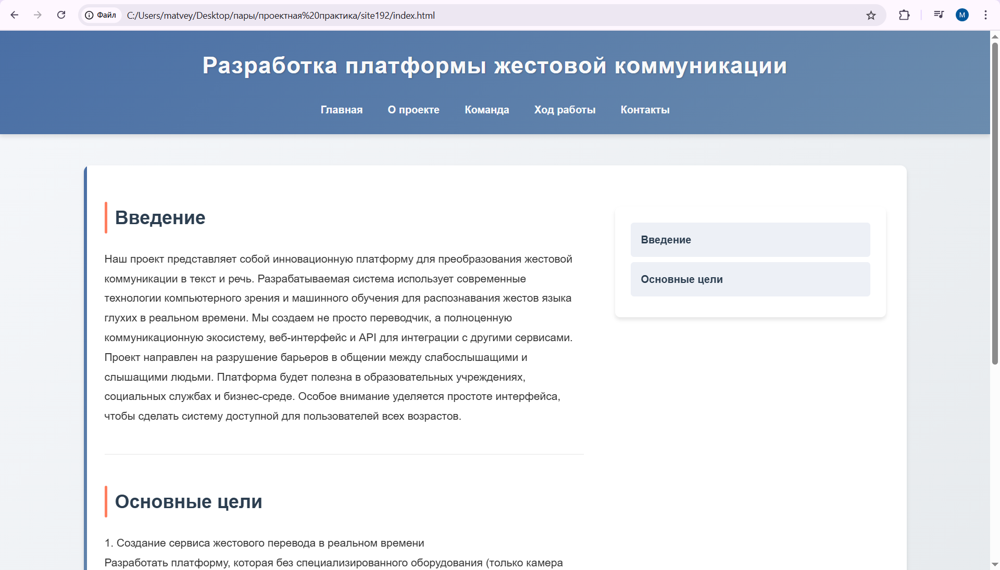 Файл C:/Users/matvey/Desktop/пары/проектная%20практика/site192/index.html
М
Разработка платформы жестовой коммуникации
Главная О проекте Команда Ход работы Контакты
Введение
Наш проект представляет собой инновационную платформу для преобразования жестовой
коммуникации в текст и речь. Разрабатываемая система использует современные
технологии компьютерного зрения и машинного обучения для распознавания жестов языка
глухих в реальном времени. Мы создаем не просто переводчик, а полноценную
коммуникационную экосистему, веб-интерфейс и API для интеграции с другими сервисами.
Проект направлен на разрушение барьеров в общении между слабослышащими и
слышащими людьми. Платформа будет полезна в образовательных учреждениях,
социальных службах и бизнес-среде. Особое внимание уделяется простоте интерфейса,
чтобы сделать систему доступной для пользователей всех возрастов.
Введение
Основные цели
Основные цели
1. Создание сервиса жестового перевода в реальном времени
Разработать платформу, которая без специализированного оборудования (только камера